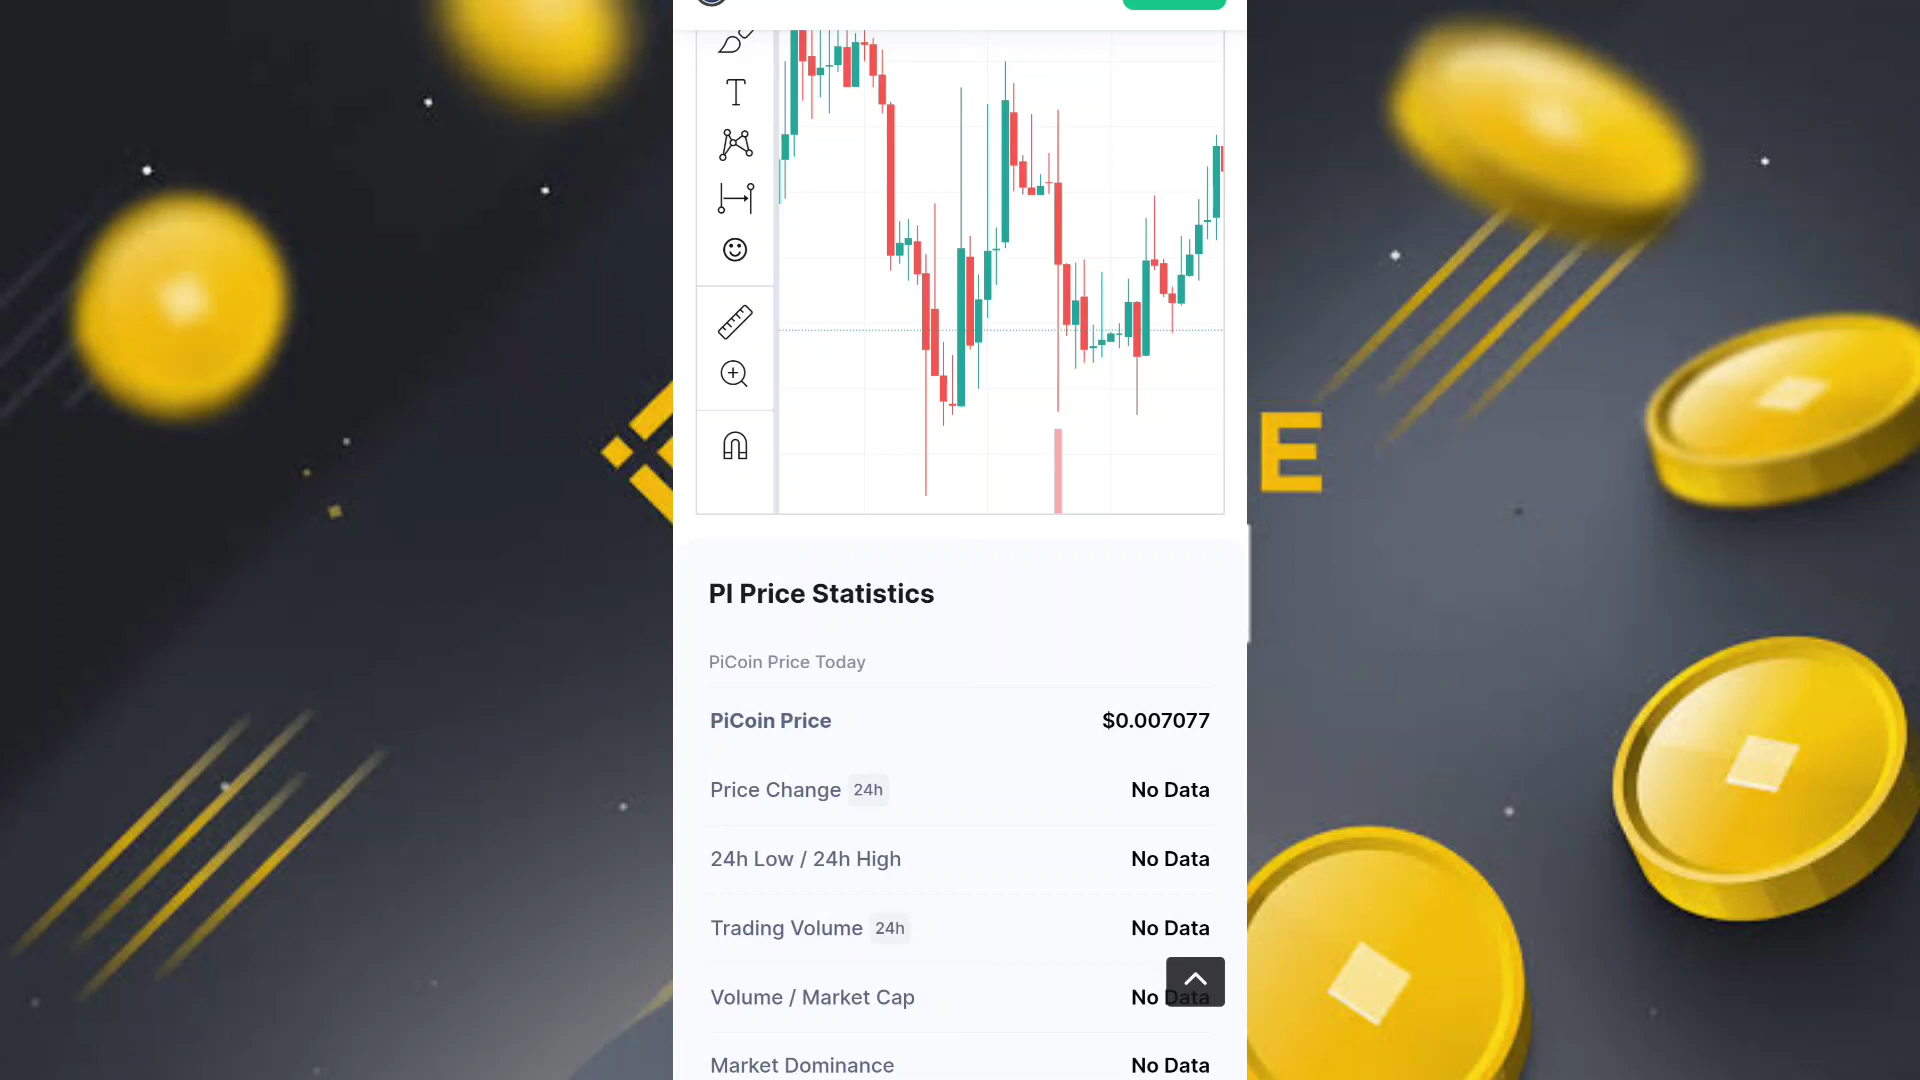 E
PI Price Statistics
PiCoin Price Today
PiCoin Price $0.007077
Price Change 24h No Data
24h Low / 24h High No Data
Trading Volume 24h No Data
Volume / Market Cap No Data
Market Dominance No Data